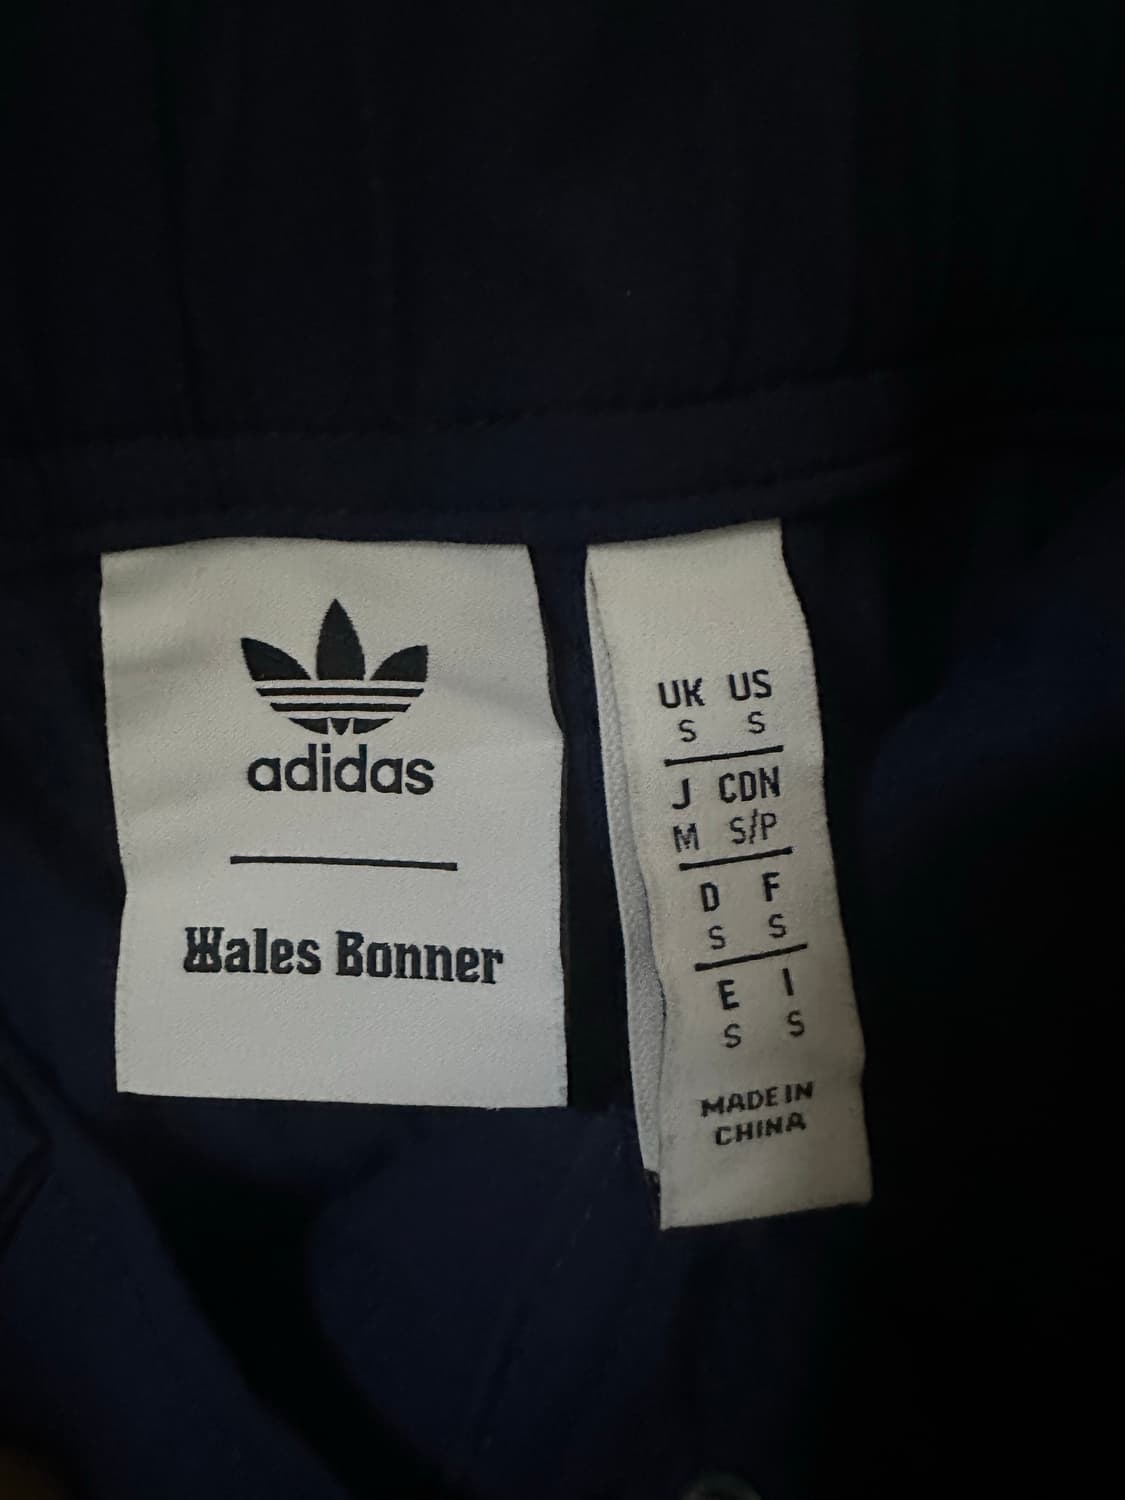 adidas
Wales Bonner
UK US
S S
J CDN
M S/P
D F
S S
E I
S S
MADE IN
CHINA